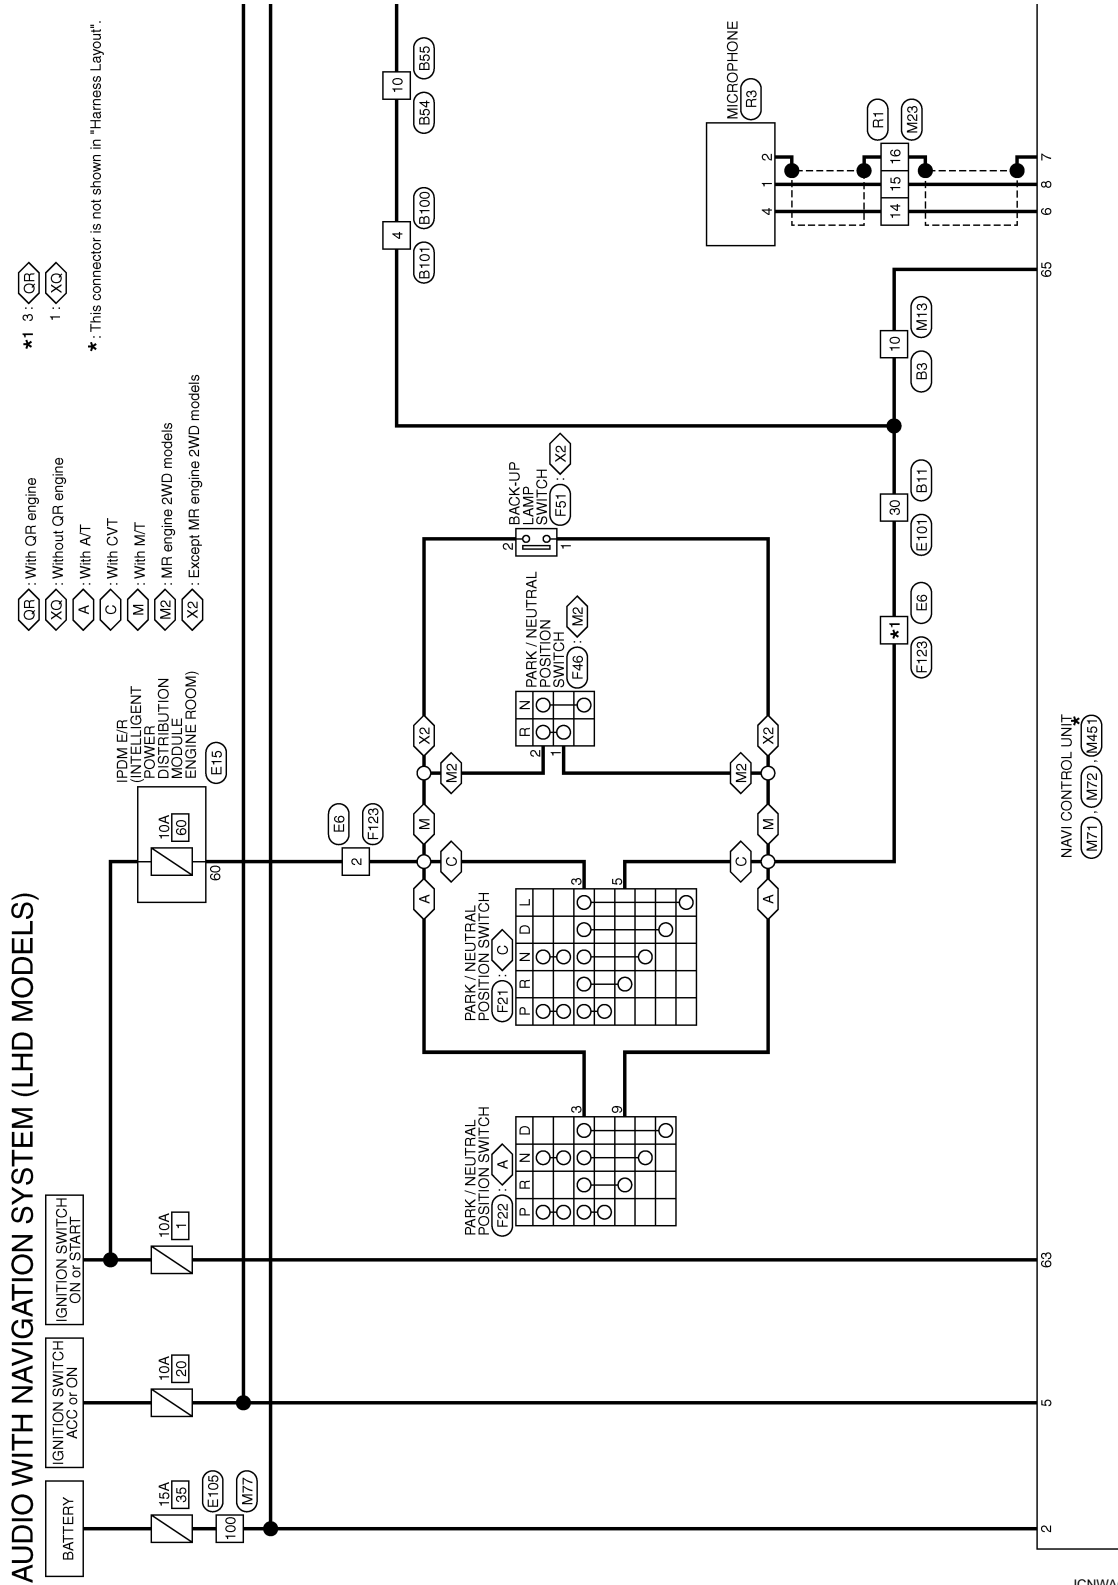 AUDIO WITH NAVIGATION SYSTEM (LHD MODELS)
BATTERY
IGNITION SWITCH
ACC or ON
IGNITION SWITCH
ON or START
15A
35
10A
20
10A
1
E105
100
M77
IPDM E/R
(INTELLIGENT
POWER
DISTRIBUTION
MODULE
ENGINE ROOM)
E15
10A
60
60
QR : With QR engine
XQ : Without QR engine
A : With A/T
C : With CVT
M : With M/T
M2 : MR engine 2WD models
X2 : Except MR engine 2WD models
*1 3 : QR
1 : XQ
* : This connector is not shown in "Harness Layout".
E6
2
F123
A
M
X2
C
M2
PARK / NEUTRAL
POSITION SWITCH
F22 : A
P R N D
3
9
PARK / NEUTRAL
POSITION SWITCH
F21 : C
P R N D L
3
5
PARK / NEUTRAL
POSITION
SWITCH
F46 : M2
R N
2
1
BACK-UP
LAMP
SWITCH
F51 : X2
2
1
A
M
X2
C
M2
F123
*1
E6
E101
30
B11
B3
10
M13
B101
4
B100
B54
10
B55
MICROPHONE
R3
4 1 2
R1
14 15 16
M23
2
5
63
65
6
8
7
NAVI CONTROL UNIT
M71 , M72 , M451 *